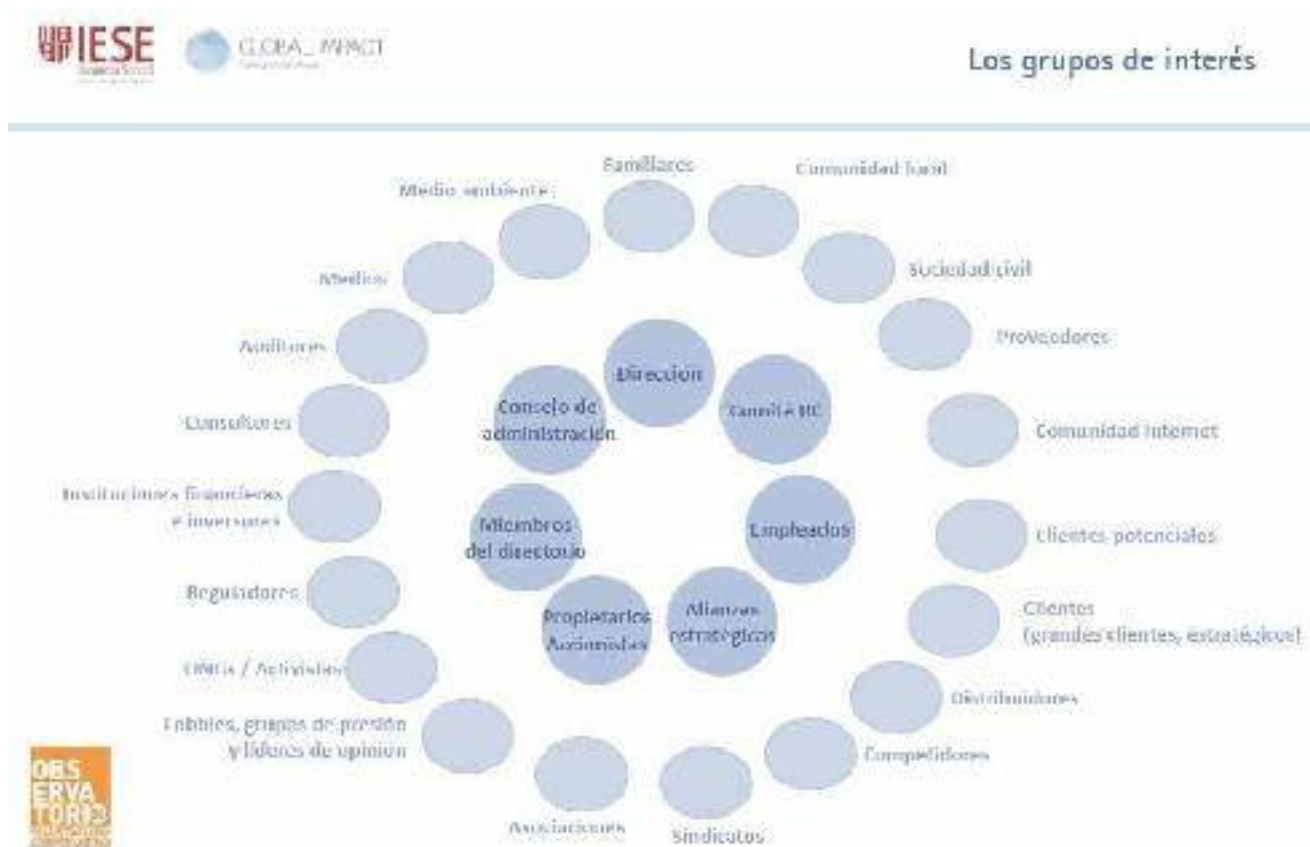 IESE
Los grupos de interés
Familiares
Comunidad local
Medio ambiente
Sociedad civil
Medios
Proveedores
Auditores
Dirección
Consejo de
administración
Comité
Consultores
Comunidad Internet
Instituciones financieras
e inversores
Miembros
del directorio
Empleados
Clientes potenciales
Reguladores
Propietarios
Accionistas
Alianzas
estratégicas
Clientes
(grandes clientes, estratégicos)
ONGs / Activistas
Distribuidores
Lobbies, grupos de presión
y líderes de opinión
Competidores
Asociaciones
Sindicatos
OBS
ERVA
TORIO